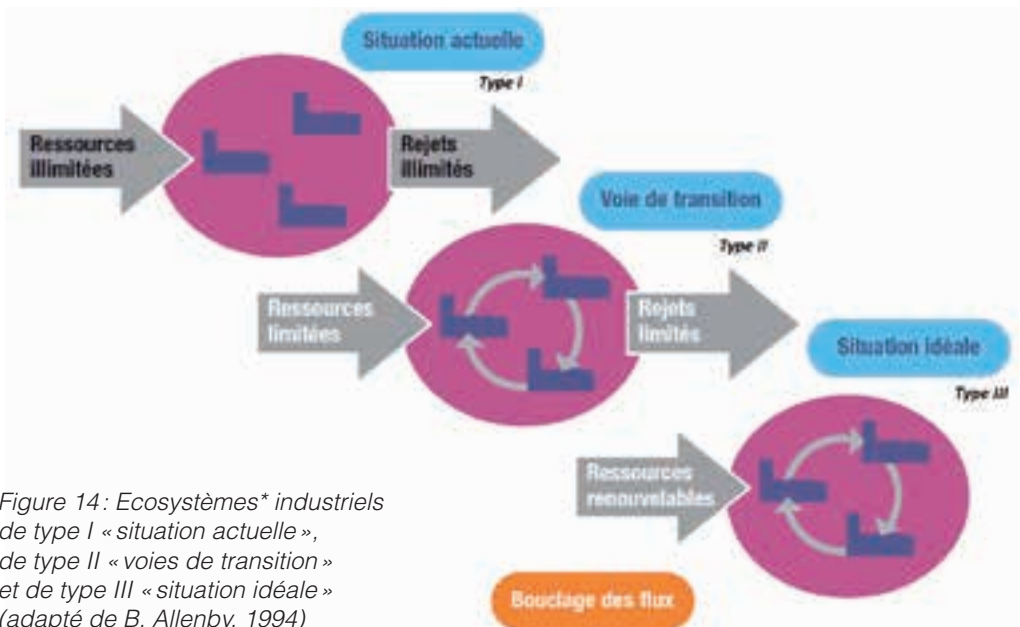 Situation actuelle
Type I
Ressources
illimitées
Rejets
illimités
Voie de transition
Type II
Ressources
limitées
Rejets
limités
Situation idéale
Type III
Ressources
renouvelables
Figure 14 : Ecosystèmes* industriels
de type I « situation actuelle »,
de type II « voies de transition »
et de type III « situation idéale »
(adapté de B. Allenby, 1994)
Bouclage des flux